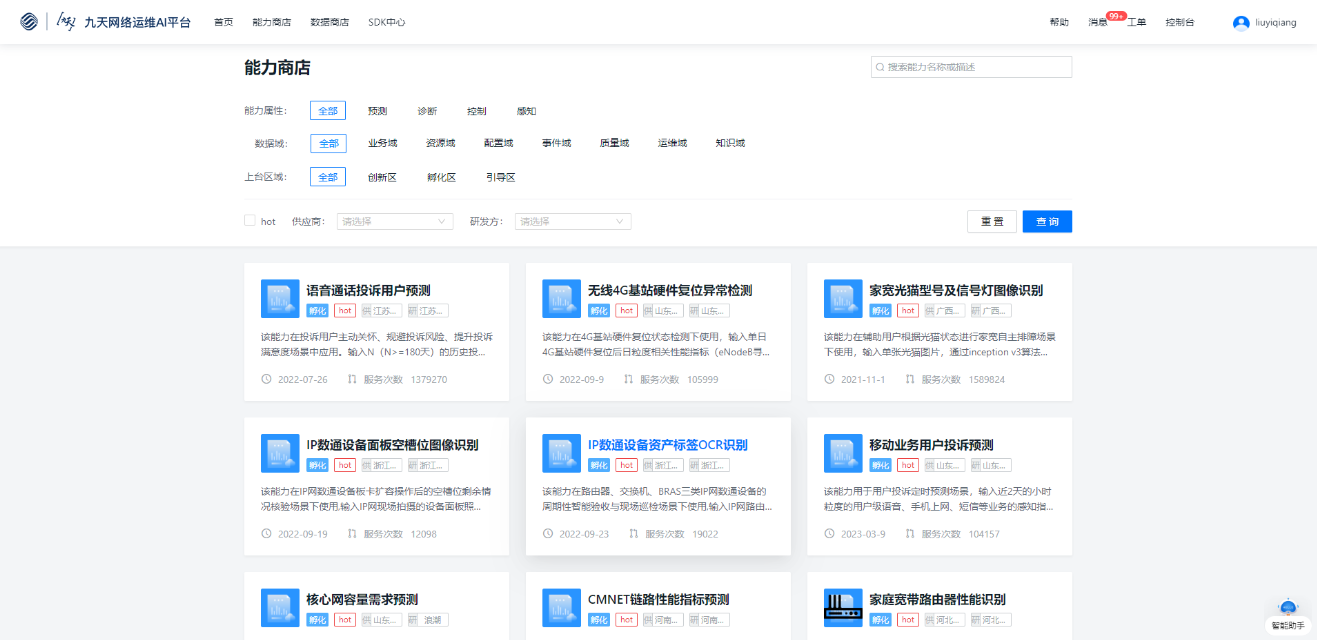 九天网络运维AI平台 首页 能力商店 数据商店 SDK中心 帮助 消息 99+ 工单 控制台 liuyiqiang
能力商店 搜索能力名称或描述
能力属性: 全部 预测 诊断 控制 感知
数据域: 全部 业务域 资源域 配置域 事件域 质量域 运维域 知识域
上台区域: 全部 创新区 孵化区 引导区
hot 供应商: 请选择 研发方: 请选择 重置 查询
语音通话投诉用户预测
孵化 hot 供 江苏... 研 江苏...
该能力在投诉用户主动关怀、规避投诉风险、提升投诉
满意度场景中应用。输入N（N>=180天）的历史投...
2022-07-26 服务次数 1379270
无线4G基站硬件复位异常检测
孵化 hot 供 山东... 研 山东...
该能力在4G基站硬件复位状态检测下使用，输入单日
4G基站硬件复位后日粒度相关性能指标（eNodeB寻...
2022-09-9 服务次数 105999
家宽光猫型号及信号灯图像识别
孵化 hot 供 广西... 研 广西...
该能力在辅助用户根据光猫状态进行家宽自主排障场景
下使用，输入单张光猫图片，通过inception v3算法...
2021-11-1 服务次数 1589824
IP数通设备面板空槽位图像识别
孵化 hot 供 浙江... 研 浙江...
该能力在IP网数通设备板卡扩容操作后的空槽位剩余情
况核验场景下使用.输入IP网现场拍摄的设备面板照...
2022-09-19 服务次数 12098
IP数通设备资产标签OCR识别
孵化 hot 供 浙江... 研 浙江...
该能力在路由器、交换机、BRAS三类IP网数通设备的
周期性智能验收与现场巡检场景下使用.输入IP网路由...
2022-09-23 服务次数 19022
移动业务用户投诉预测
孵化 hot 供 山东... 研 山东...
该能力用于用户投诉定时预测场景，输入近2天的小时
粒度的用户级语音、手机上网、短信等业务的感知指...
2023-03-9 服务次数 104157
核心网容量需求预测
孵化 hot 供 山东... 研 浪潮
CMNET链路性能指标预测
孵化 hot 供 河南... 研 河南...
家庭宽带路由器性能识别
孵化 hot 供 河北... 研 河北...
智能助手